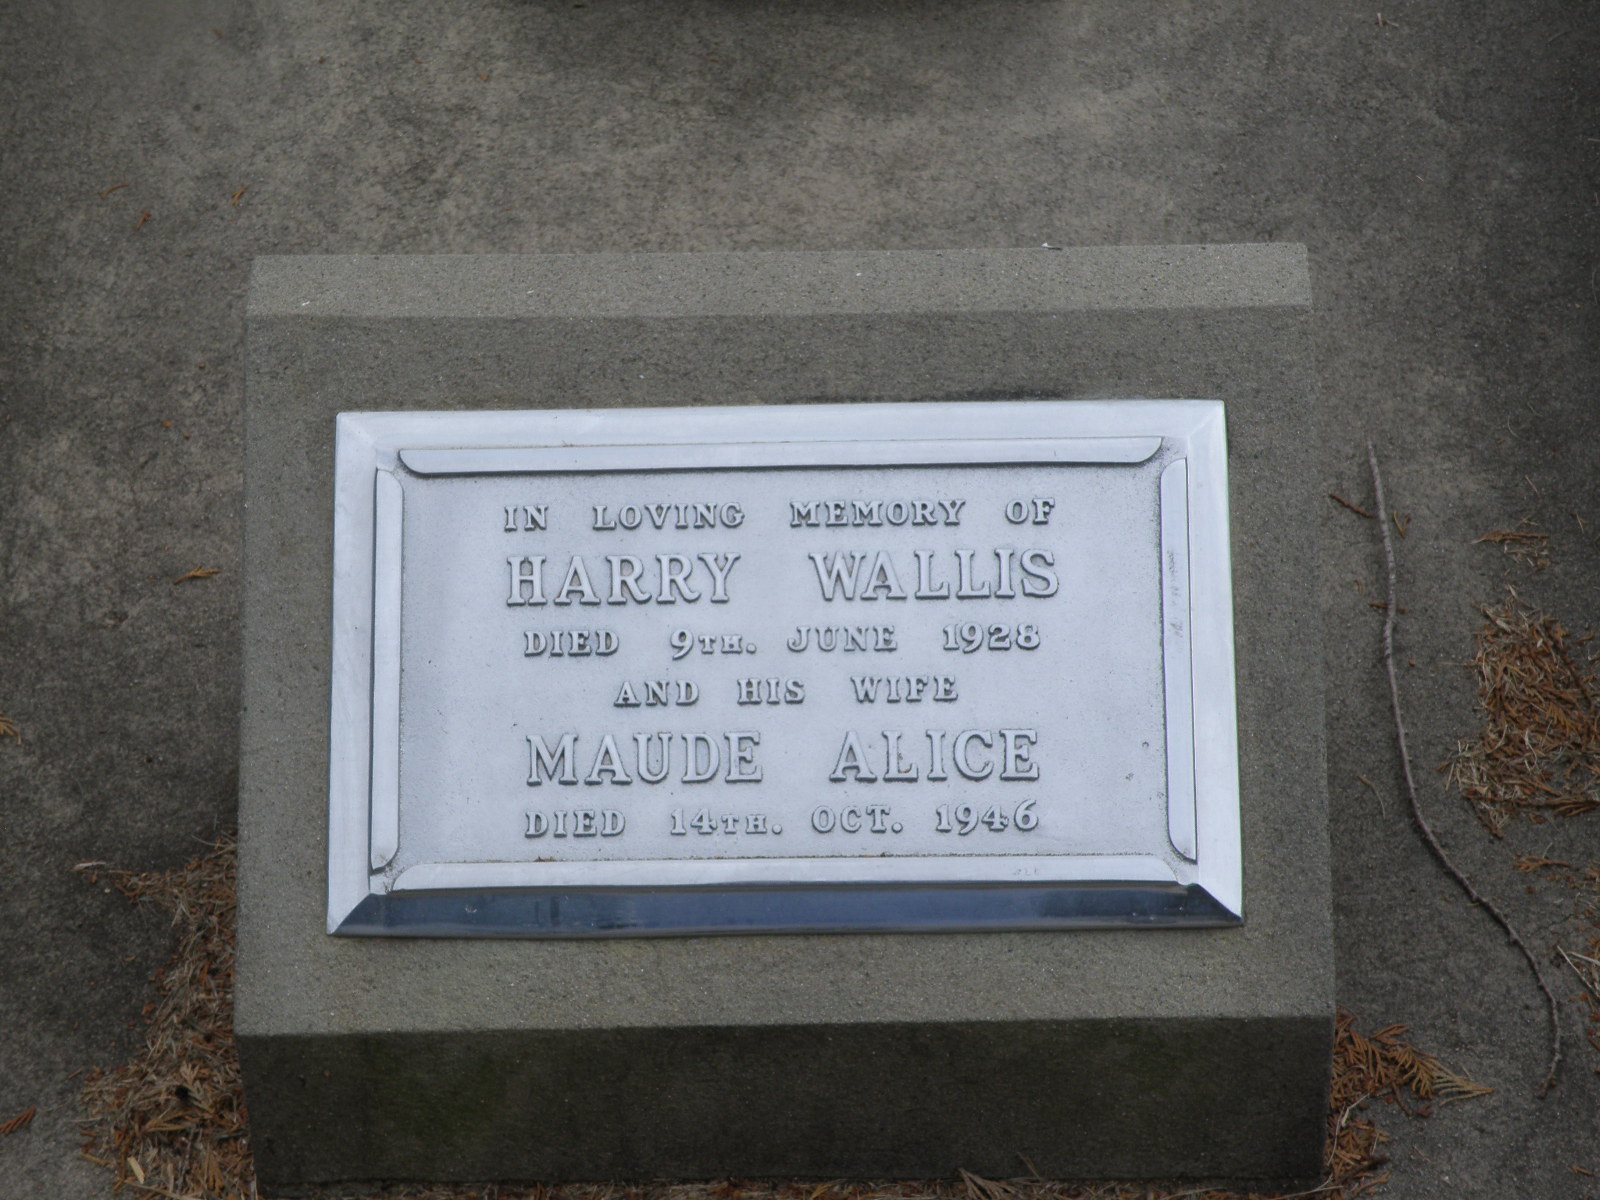 IN LOVING MEMORY OF
HARRY WALLIS
DIED 9TH. JUNE 1928
AND HIS WIFE
MAUDE ALICE
DIED 14TH. OCT. 1946